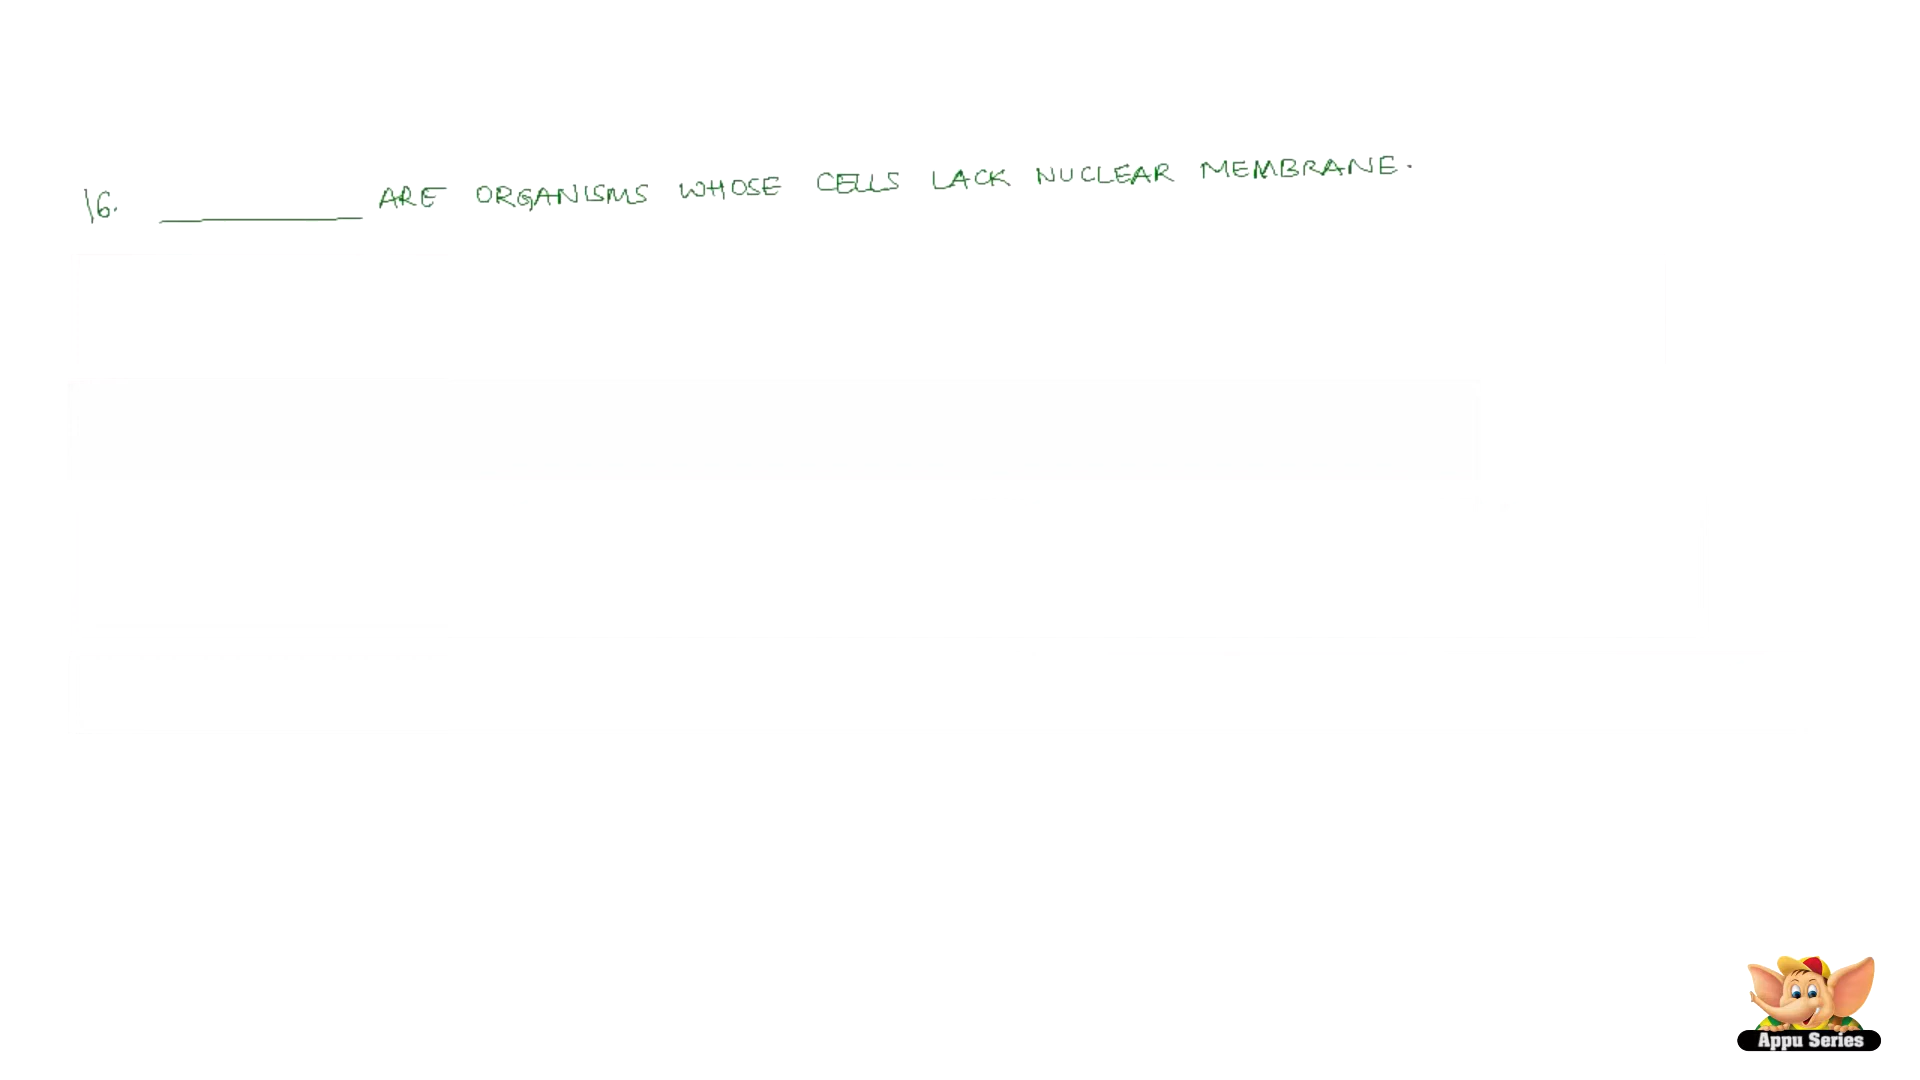 16. __________ ARE ORGANISMS WHOSE CELLS LACK NUCLEAR MEMBRANE.
Appu Series